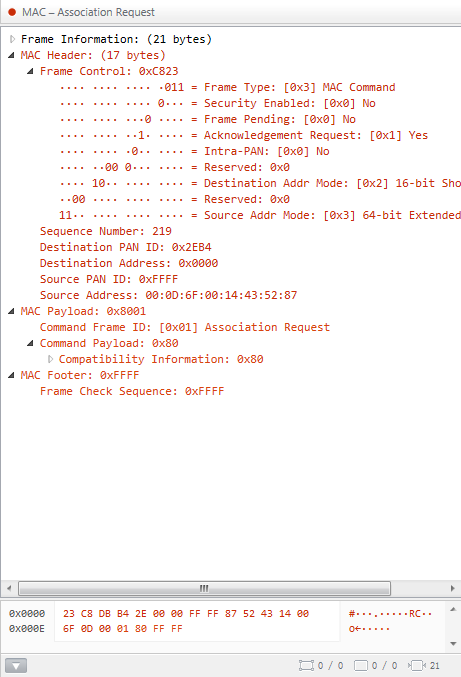 MAC – Association Request
Frame Information: (21 bytes)
MAC Header: (17 bytes)
Frame Control: 0xC823
···· ···· ···· ·011 = Frame Type: [0x3] MAC Command
···· ···· ···· 0··· = Security Enabled: [0x0] No
···· ···· ···0 ···· = Frame Pending: [0x0] No
···· ···· ··1· ···· = Acknowledgement Request: [0x1] Yes
···· ···· ·0·· ···· = Intra-PAN: [0x0] No
···· ··00 0··· ···· = Reserved: 0x0
···· 10·· ···· ···· = Destination Addr Mode: [0x2] 16-bit Sho
··00 ···· ···· ···· = Reserved: 0x0
11·· ···· ···· ···· = Source Addr Mode: [0x3] 64-bit Extended
Sequence Number: 219
Destination PAN ID: 0x2EB4
Destination Address: 0x0000
Source PAN ID: 0xFFFF
Source Address: 00:0D:6F:00:14:43:52:87
MAC Payload: 0x8001
Command Frame ID: [0x01] Association Request
Command Payload: 0x80
Compatibility Information: 0x80
MAC Footer: 0xFFFF
Frame Check Sequence: 0xFFFF
0x0000 23 C8 DB B4 2E 00 00 FF FF 87 52 43 14 00 #···.·····RC··
0x000E 6F 0D 00 01 80 FF FF o←·····
0 / 0 0 / 0 21